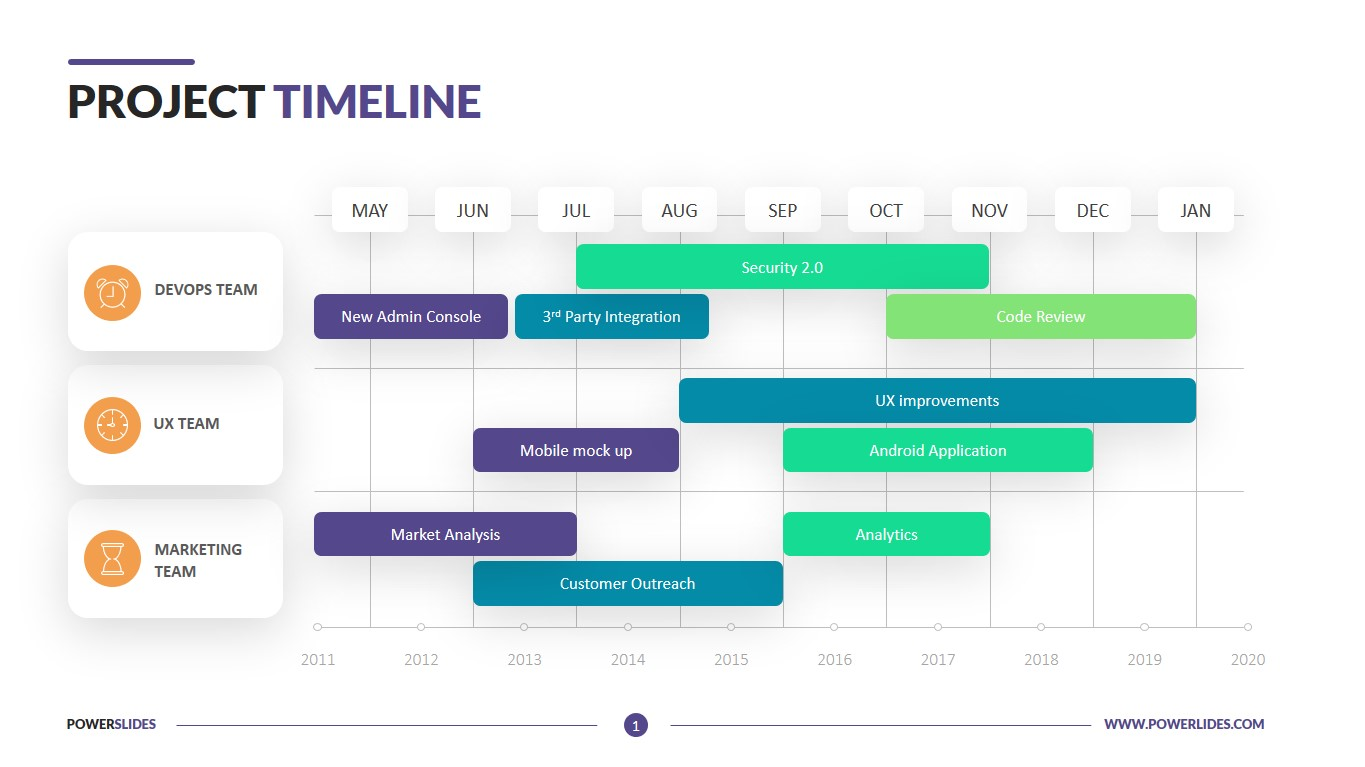 PROJECT TIMELINE
MAY JUN JUL AUG SEP OCT NOV DEC JAN
DEVOPS TEAM
Security 2.0
New Admin Console
3rd Party Integration
Code Review
UX TEAM
UX improvements
Mobile mock up
Android Application
MARKETING
TEAM
Market Analysis
Analytics
Customer Outreach
2011 2012 2013 2014 2015 2016 2017 2018 2019 2020
POWERSLIDES
1
WWW.POWERLIDES.COM